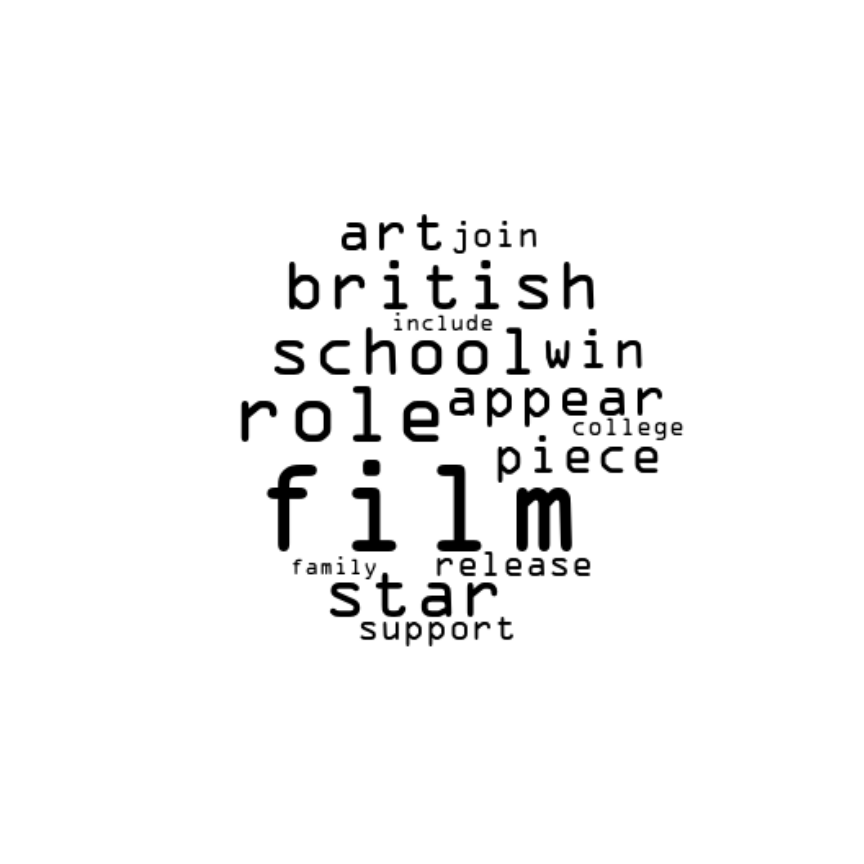 art join
british
include
school win
role appear
college
piece
film
family release
star
support